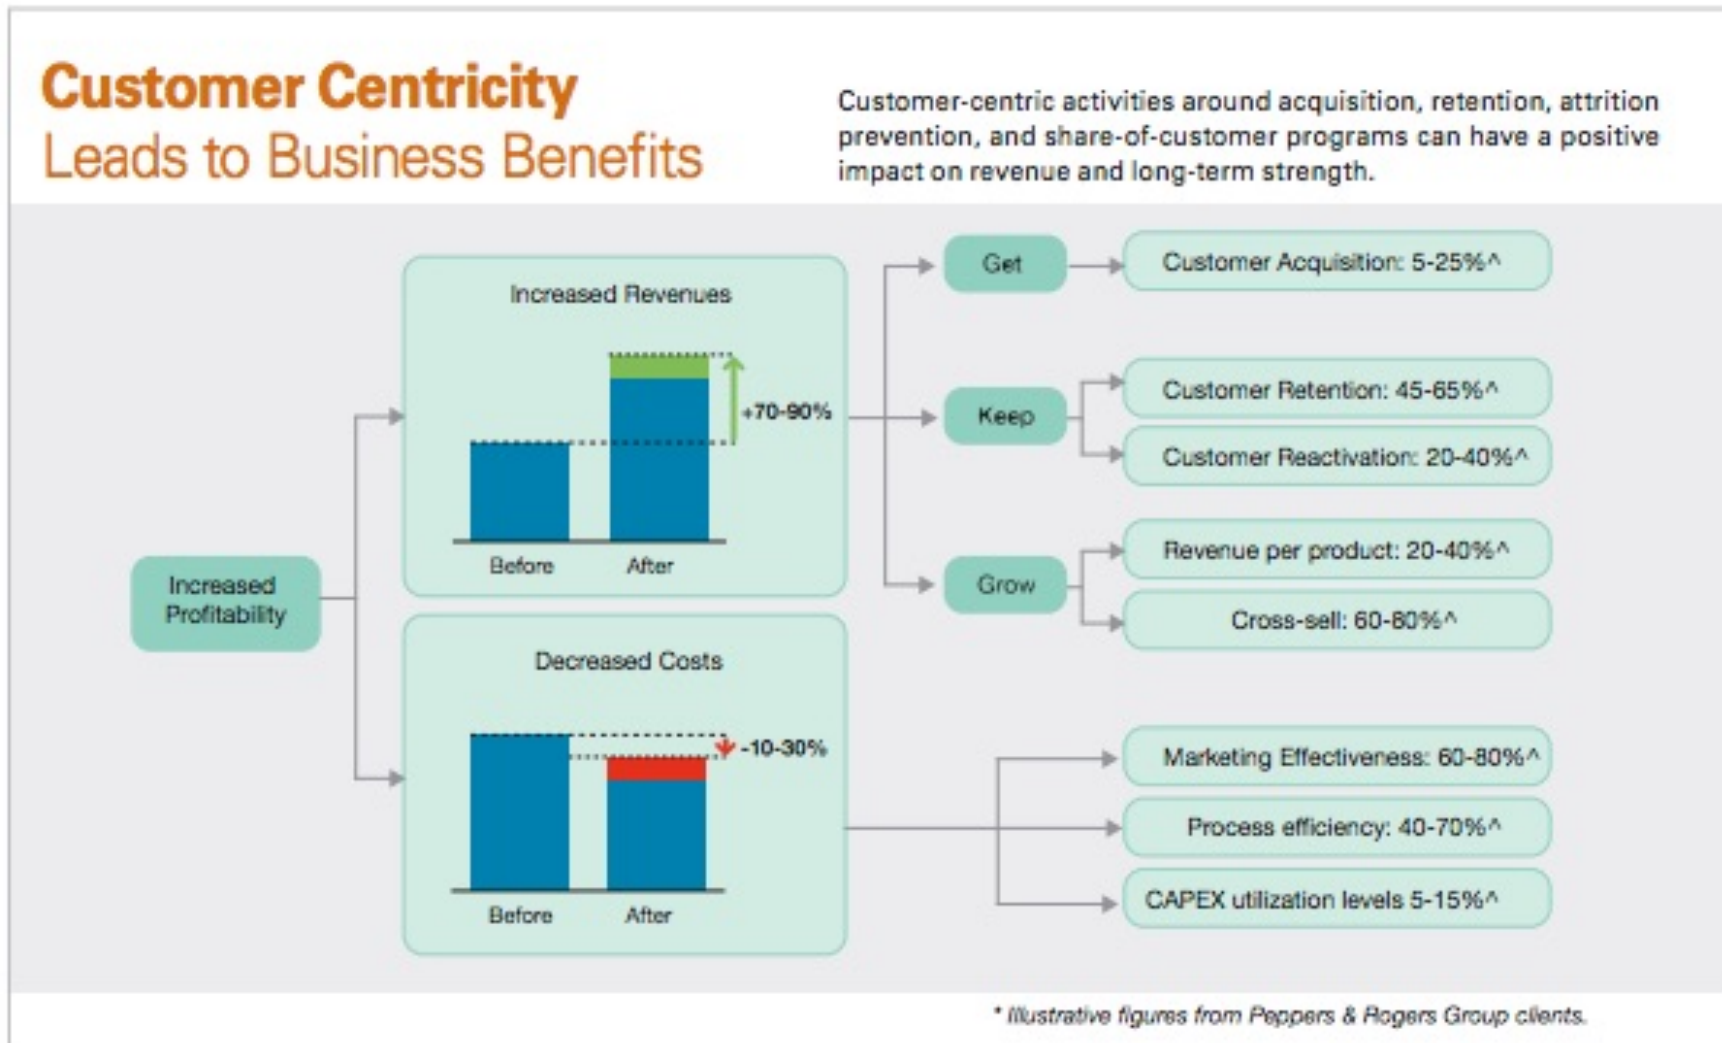 Customer Centricity
Leads to Business Benefits
Customer-centric activities around acquisition, retention, attrition
prevention, and share-of-customer programs can have a positive
impact on revenue and long-term strength.
Increased
Profitability
Increased Revenues
+70-90%
Before
After
Decreased Costs
-10-30%
Before
After
Get
Customer Acquisition: 5-25%^
Keep
Customer Retention: 45-65%^
Customer Reactivation: 20-40%^
Grow
Revenue per product: 20-40%^
Cross-sell: 60-80%^
Marketing Effectiveness: 60-80%^
Process efficiency: 40-70%^
CAPEX utilization levels 5-15%^
* Illustrative figures from Peppers & Rogers Group clients.